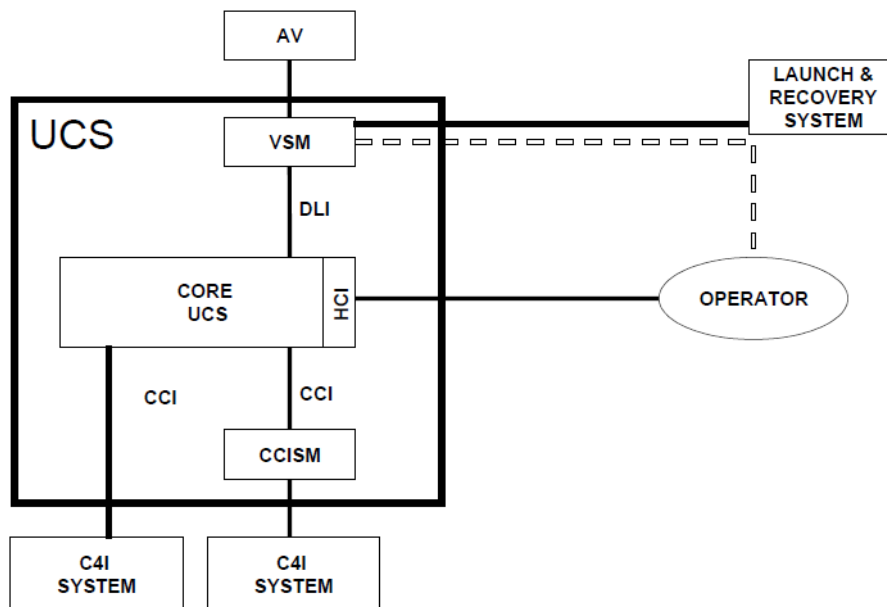 AV
LAUNCH &
RECOVERY
SYSTEM
UCS
VSM
DLI
CORE
UCS
HCI
OPERATOR
CCI
CCI
CCISM
C4I
SYSTEM
C4I
SYSTEM